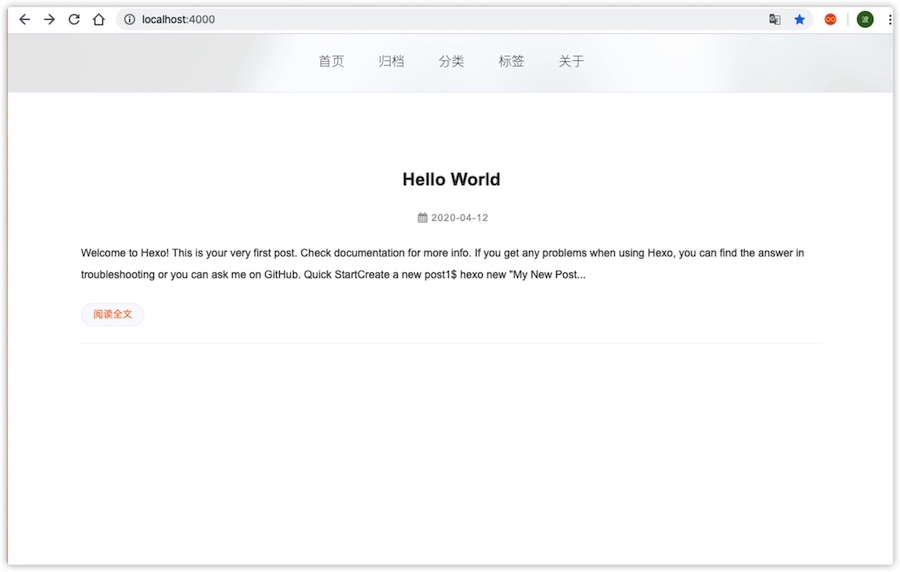 localhost:4000
波
首页 归档 分类 标签 关于
Hello World
2020-04-12
Welcome to Hexo! This is your very first post. Check documentation for more info. If you get any problems when using Hexo, you can find the answer in
troubleshooting or you can ask me on GitHub. Quick StartCreate a new post1$ hexo new "My New Post...
阅读全文